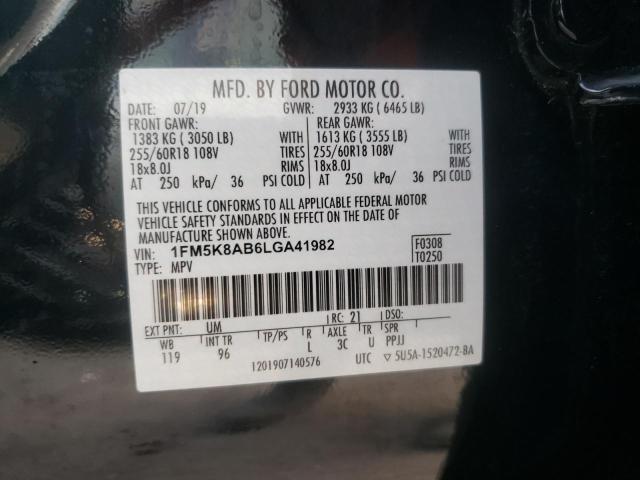 MFD. BY FORD MOTOR CO.
DATE: 07/19 GVWR: 2933 KG ( 6465 LB)
FRONT GAWR: REAR GAWR:
1383 KG ( 3050 LB) WITH 1613 KG ( 3555 LB) WITH
255/60R18 108V TIRES 255/60R18 108V TIRES
18x8.0J RIMS 18x8.0J RIMS
AT 250 kPa/ 36 PSI COLD AT 250 kPa/ 36 PSI COLD
THIS VEHICLE CONFORMS TO ALL APPLICABLE FEDERAL MOTOR
VEHICLE SAFETY STANDARDS IN EFFECT ON THE DATE OF
MANUFACTURE SHOWN ABOVE.
VIN: 1FM5K8AB6LGA41982 F0308
TYPE: MPV T0250
EXT PNT: UM RC: 21 DSO:
WB INT TR TP/PS R AXLE TR SPR
119 96 L 3C U PPJJ
1201907140576 UTC ▽5U5A-1520472-BA